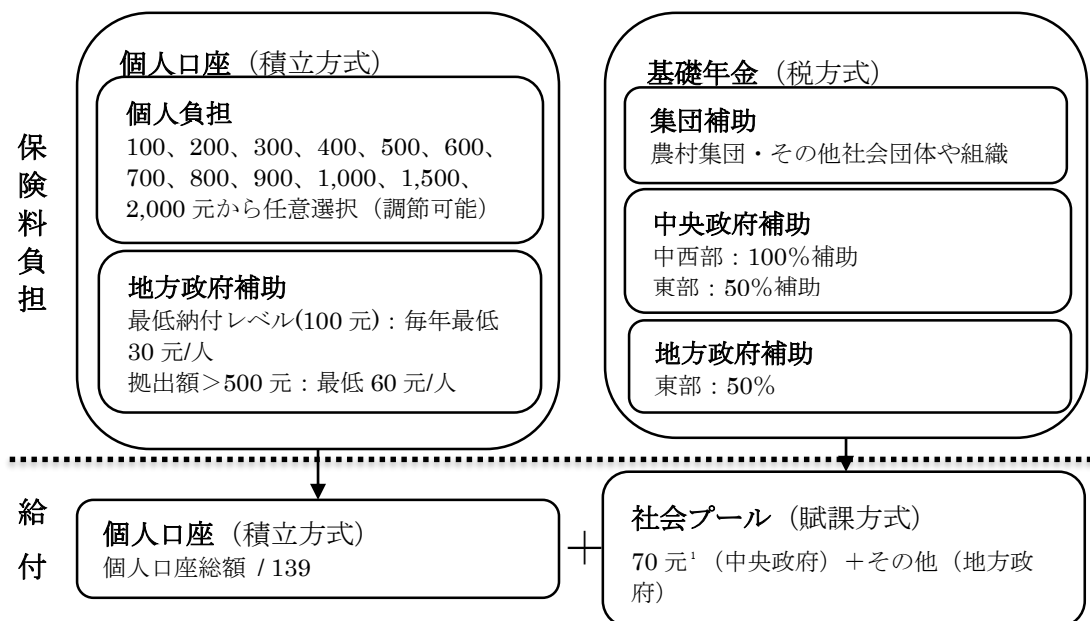 保険料負担
個人口座（積立方式）
個人負担
100、200、300、400、500、600、
700、800、900、1,000、1,500、
2,000 元から任意選択（調節可能）
地方政府補助
最低納付レベル(100 元)：毎年最低
30 元/人
拠出額＞500 元：最低 60 元/人
基礎年金（税方式）
集団補助
農村集団・その他社会団体や組織
中央政府補助
中西部：100％補助
東部：50％補助
地方政府補助
東部：50％
給付
個人口座（積立方式）
個人口座総額 / 139
＋
社会プール（賦課方式）
70 元¹（中央政府）＋その他（地方政
府）